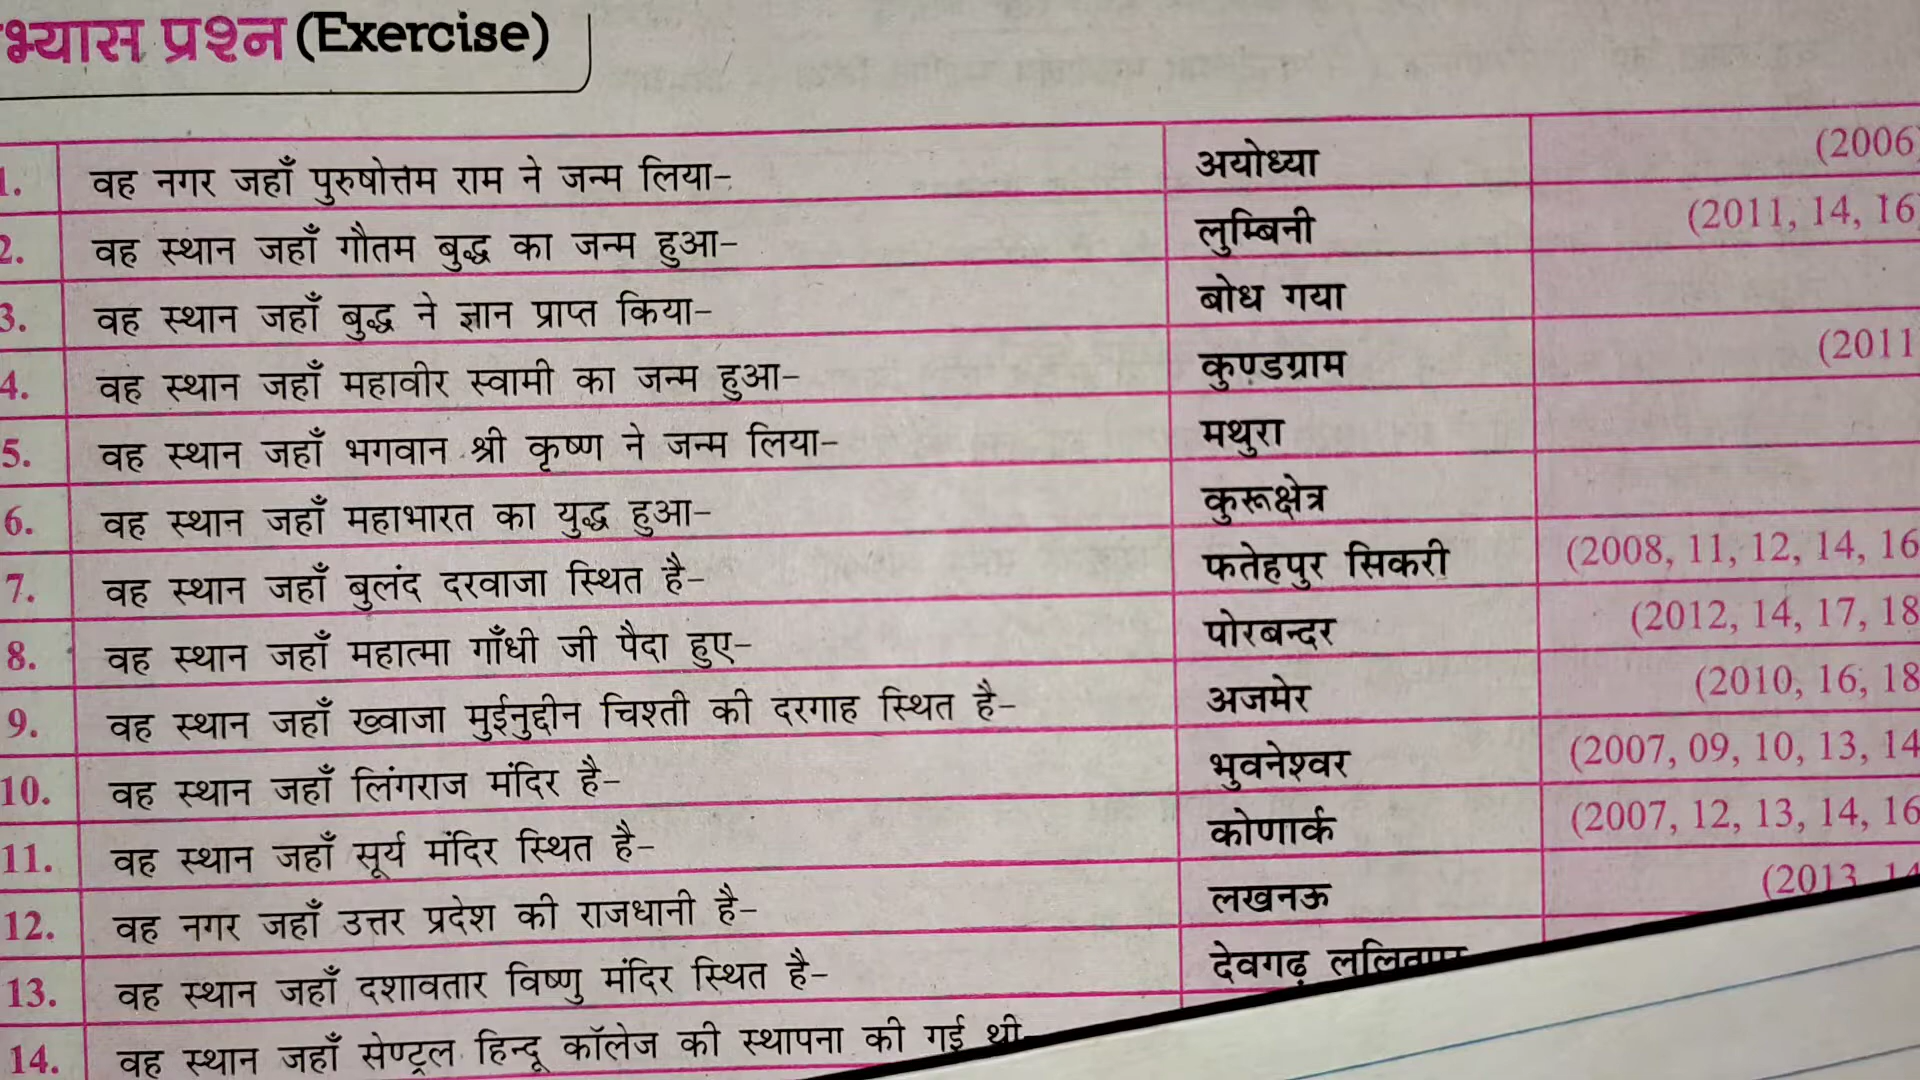 भ्यास प्रश्न (Exercise)
1. वह नगर जहाँ पुरुषोत्तम राम ने जन्म लिया- अयोध्या (2006)
2. वह स्थान जहाँ गौतम बुद्ध का जन्म हुआ- लुम्बिनी (2011, 14, 16
3. वह स्थान जहाँ बुद्ध ने ज्ञान प्राप्त किया- बोध गया
4. वह स्थान जहाँ महावीर स्वामी का जन्म हुआ- कुण्डग्राम (2011
5. वह स्थान जहाँ भगवान श्री कृष्ण ने जन्म लिया- मथुरा
6. वह स्थान जहाँ महाभारत का युद्ध हुआ- कुरूक्षेत्र
7. वह स्थान जहाँ बुलंद दरवाजा स्थित है- फतेहपुर सिकरी (2008, 11, 12, 14, 16
8. वह स्थान जहाँ महात्मा गाँधी जी पैदा हुए- पोरबन्दर (2012, 14, 17, 18
9. वह स्थान जहाँ ख्वाजा मुईनुद्दीन चिश्ती की दरगाह स्थित है- अजमेर (2010, 16, 18
10. वह स्थान जहाँ लिंगराज मंदिर है- भुवनेश्वर (2007, 09, 10, 13, 14
11. वह स्थान जहाँ सूर्य मंदिर स्थित है- कोणार्क (2007, 12, 13, 14, 16
12. वह नगर जहाँ उत्तर प्रदेश की राजधानी है- लखनऊ (2013, 14
13. वह स्थान जहाँ दशावतार विष्णु मंदिर स्थित है- देवगढ़
14. वह स्थान जहाँ सेण्ट्रल हिन्दू कॉलेज की स्थापना की गई थी-